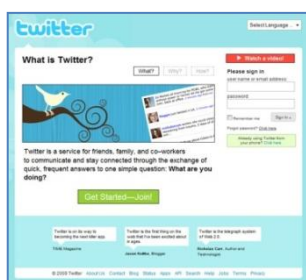 twitter
Select Language...
What is Twitter?
What?
Why?
How?
Watch a video!
Please sign in
user name or email address:
password:
Remember me
Sign in »
Forgot password? Click here.
Already using Twitter
from your phone? Click here.
Twitter is a service for friends, family, and co–workers
to communicate and stay connected through the exchange of
quick, frequent answers to one simple question: What are you
doing?
Get Started—Join!
TIME Magazine
© 2008 Twitter About Us Contact Blog Status Apps API Search Help Jobs Terms Privacy